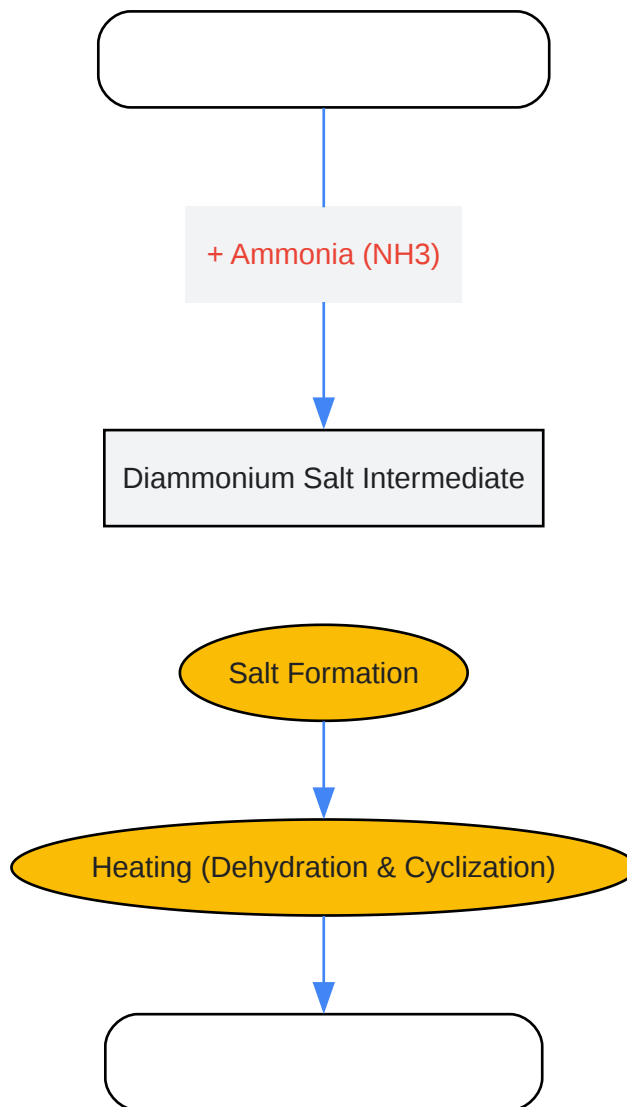 + Ammonia (NH3)
Diammonium Salt Intermediate
Salt Formation
Heating (Dehydration & Cyclization)